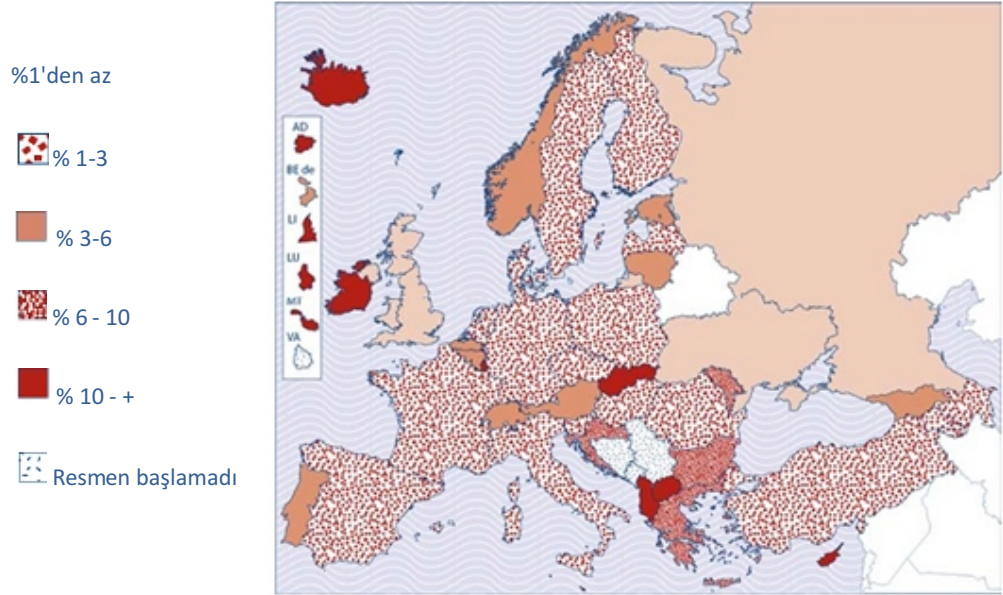 %1'den az
% 1-3
% 3-6
% 6 - 10
% 10 - +
Resmen başlamadı
AD
BE de
LI
LU
MT
VA